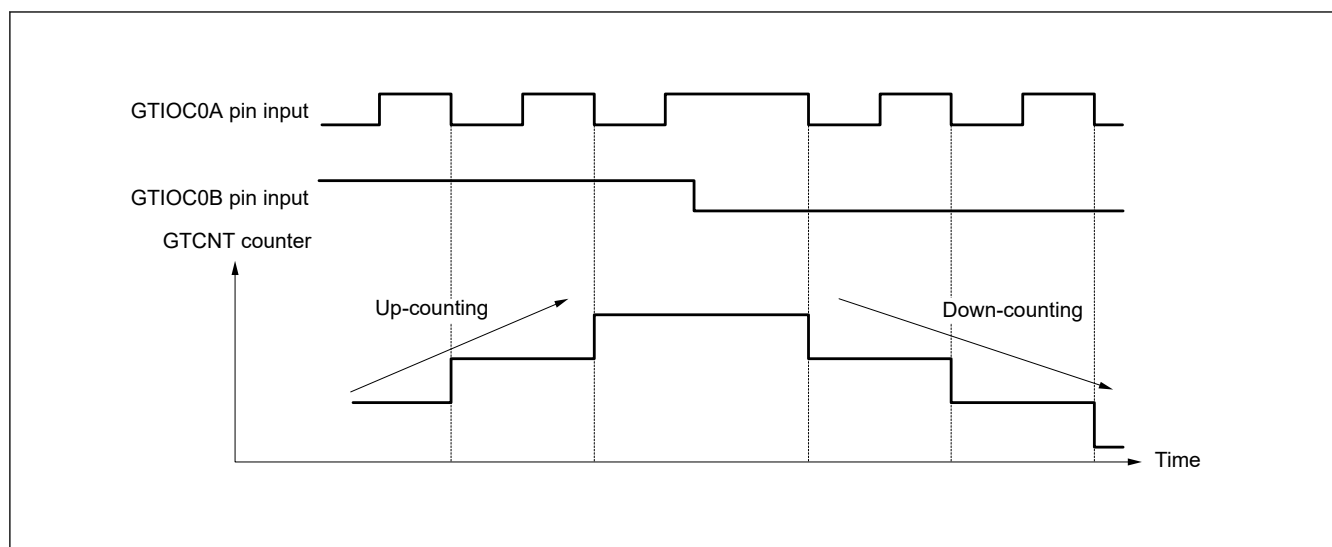 GTIOC0A pin input
GTIOC0B pin input
GTCNT counter
Up-counting
Down-counting
Time